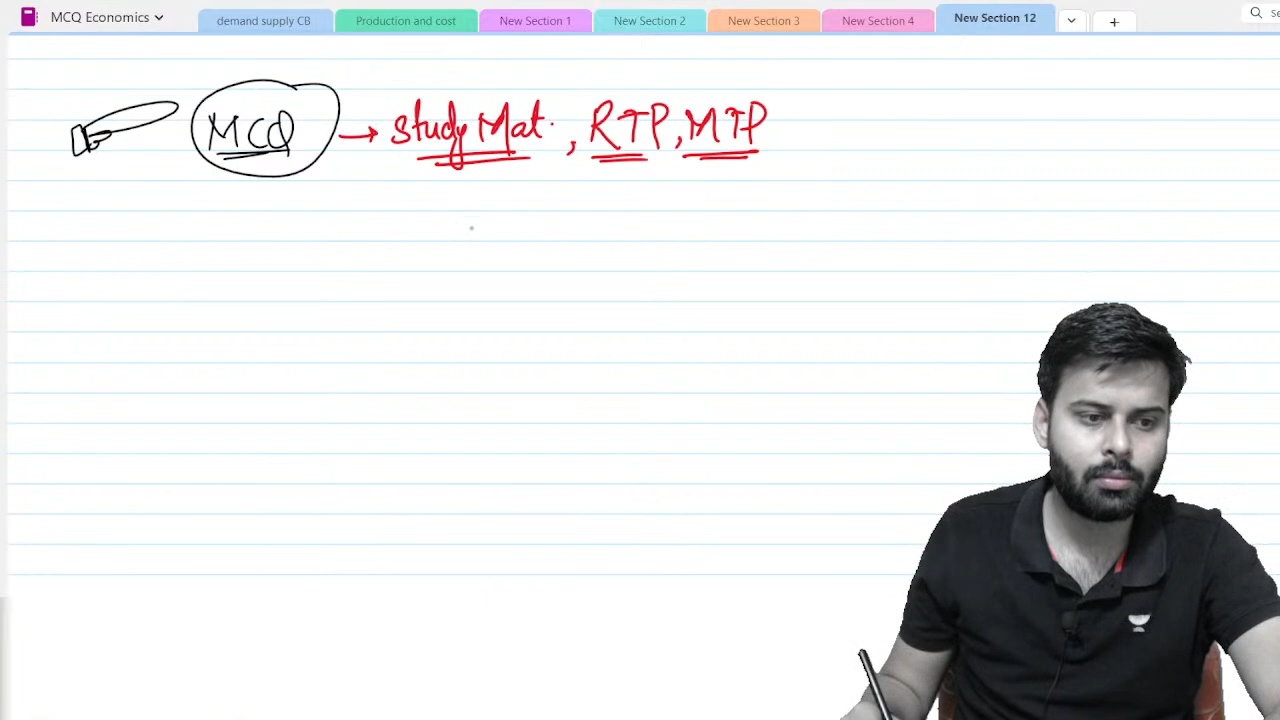 MCQ Economics
demand supply CB
Production and cost
New Section 1
New Section 2
New Section 3
New Section 4
New Section 12
MCQ → Study Mat. , RTP, MTP